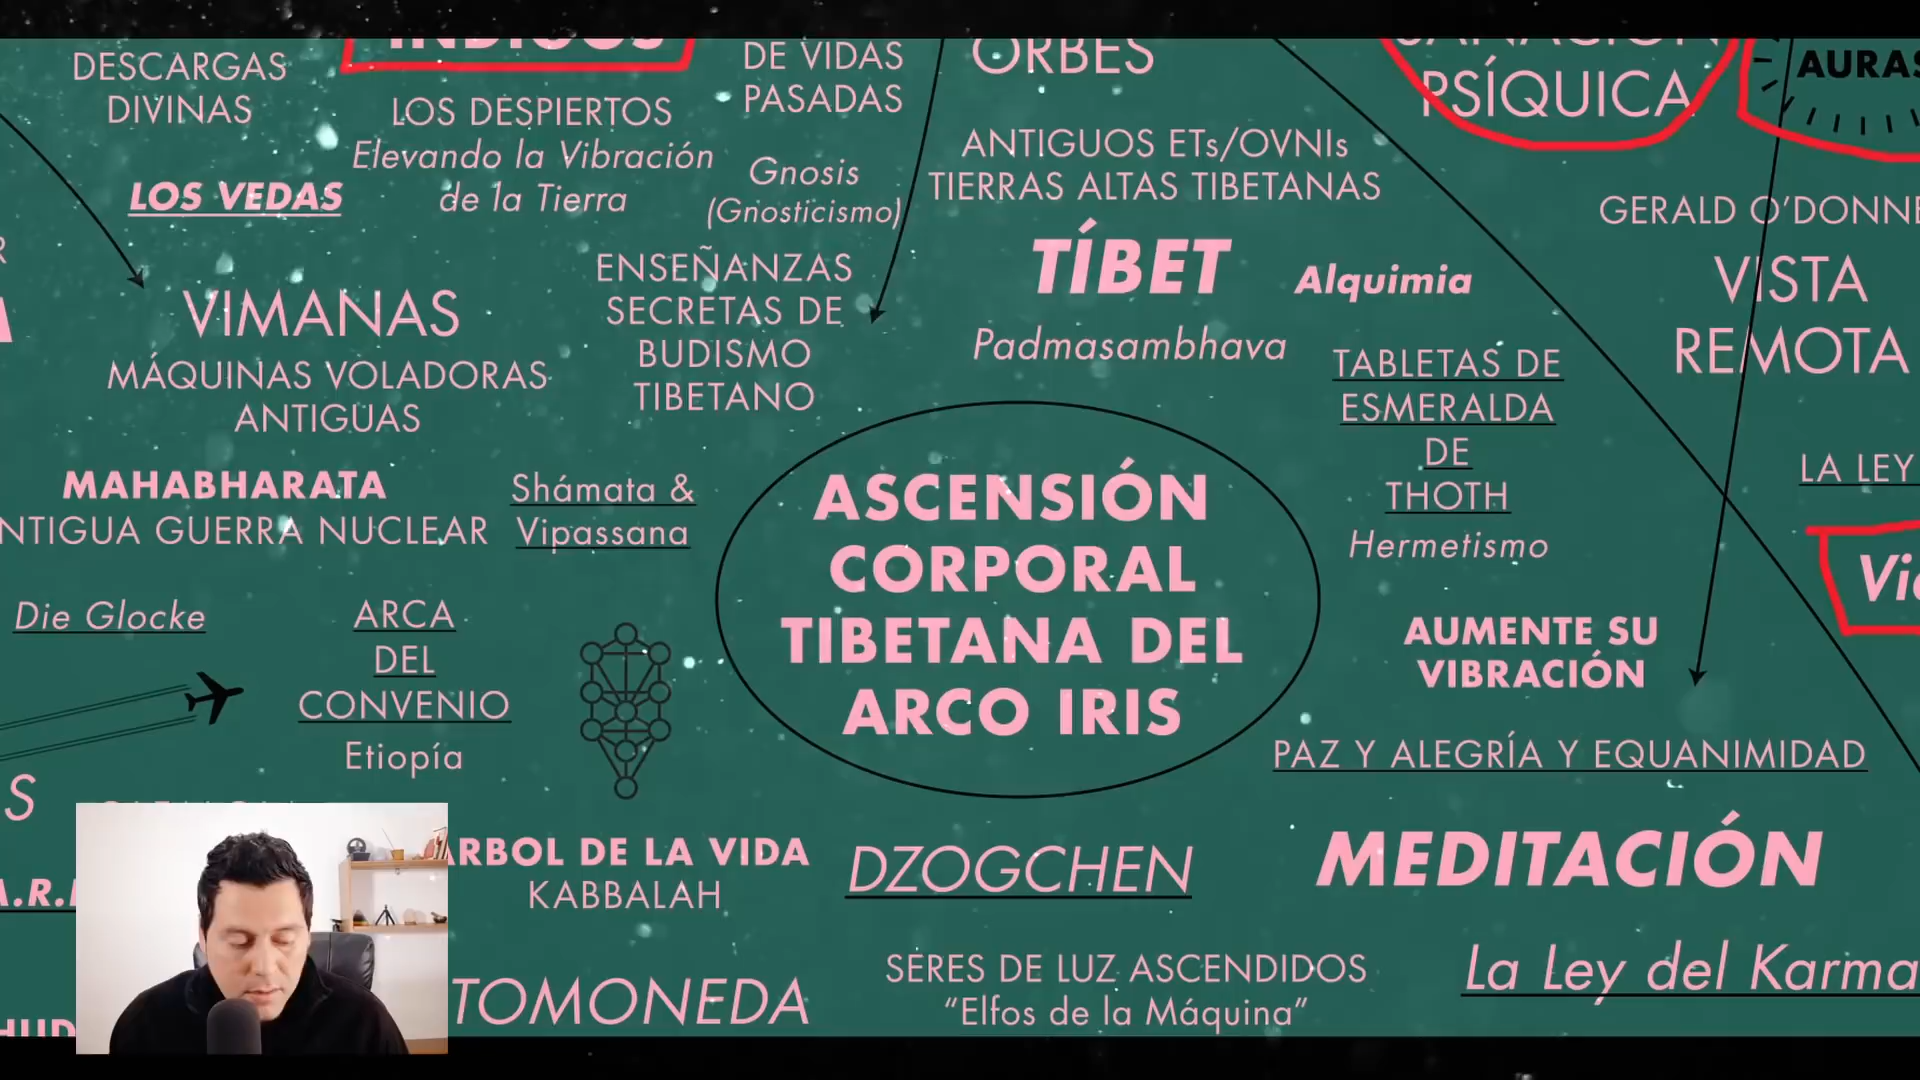 DESCARGAS
DIVINAS
INDIGOS
LOS DESPIERTOS
Elevando la Vibración
de la Tierra
LOS VEDAS
DE VIDAS
PASADAS
Gnosis
(Gnosticismo)
ORBES
ANTIGUOS ETs/OVNIs
TIERRAS ALTAS TIBETANAS
SANACIÓN
PSÍQUICA
AURAS
GERALD O'DONNE
VISTA
REMOTA
VIMANAS
MÁQUINAS VOLADORAS
ANTIGUAS
ENSEÑANZAS
SECRETAS DE
BUDISMO
TIBETANO
TÍBET
Padmasambhava
Alquimia
TABLETAS DE
ESMERALDA
DE
THOTH
Hermetismo
LA LEY
MAHABHARATA
NTIGUA GUERRA NUCLEAR
Shámata &
Vipassana
ASCENSIÓN
CORPORAL
TIBETANA DEL
ARCO IRIS
Die Glocke
ARCA
DEL
CONVENIO
Etiopía
AUMENTE SU
VIBRACIÓN
PAZ Y ALEGRÍA Y EQUANIMIDAD
ARBOL DE LA VIDA
KABBALAH
DZOGCHEN
MEDITACIÓN
TOMONEDA
SERES DE LUZ ASCENDIDOS
“Elfos de la Máquina”
La Ley del Karma